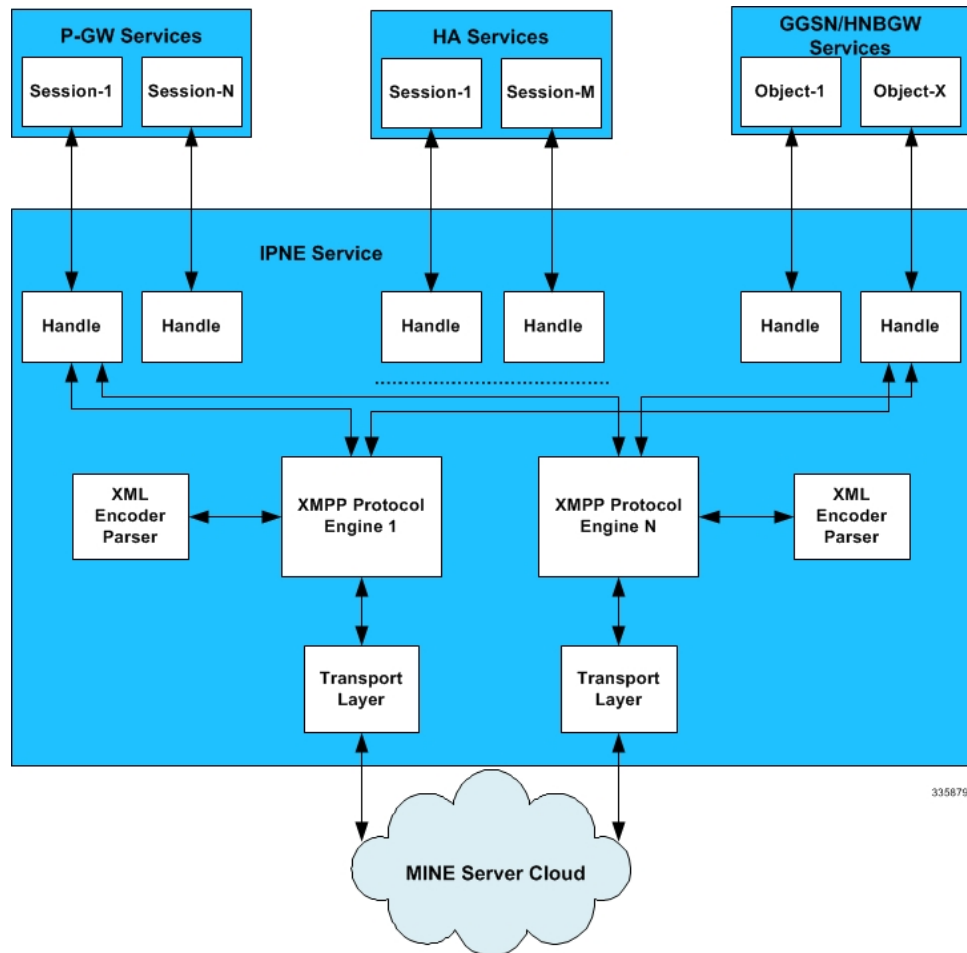 P-GW Services
HA Services
GGSN/HNBGW
Services
Session-1
Session-N
Session-1
Session-M
Object-1
Object-X
IPNE Service
Handle
Handle
Handle
Handle
Handle
Handle
XML
Encoder
Parser
XMPP Protocol
Engine 1
XMPP Protocol
Engine N
XML
Encoder
Parser
Transport
Layer
Transport
Layer
335879
MINE Server Cloud